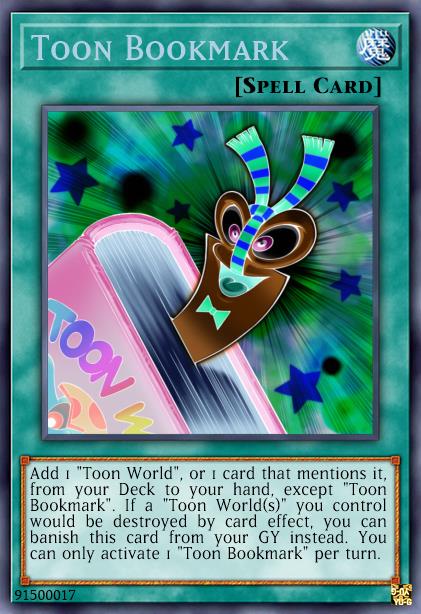 Toon Bookmark
魔
[Spell Card]
TOON W
Add 1 "Toon World", or 1 card that mentions it,
from your Deck to your hand, except "Toon
Bookmark". If a "Toon World(s)" you control
would be destroyed by card effect, you can
banish this card from your GY instead. You
can only activate 1 "Toon Bookmark" per turn.
91500017